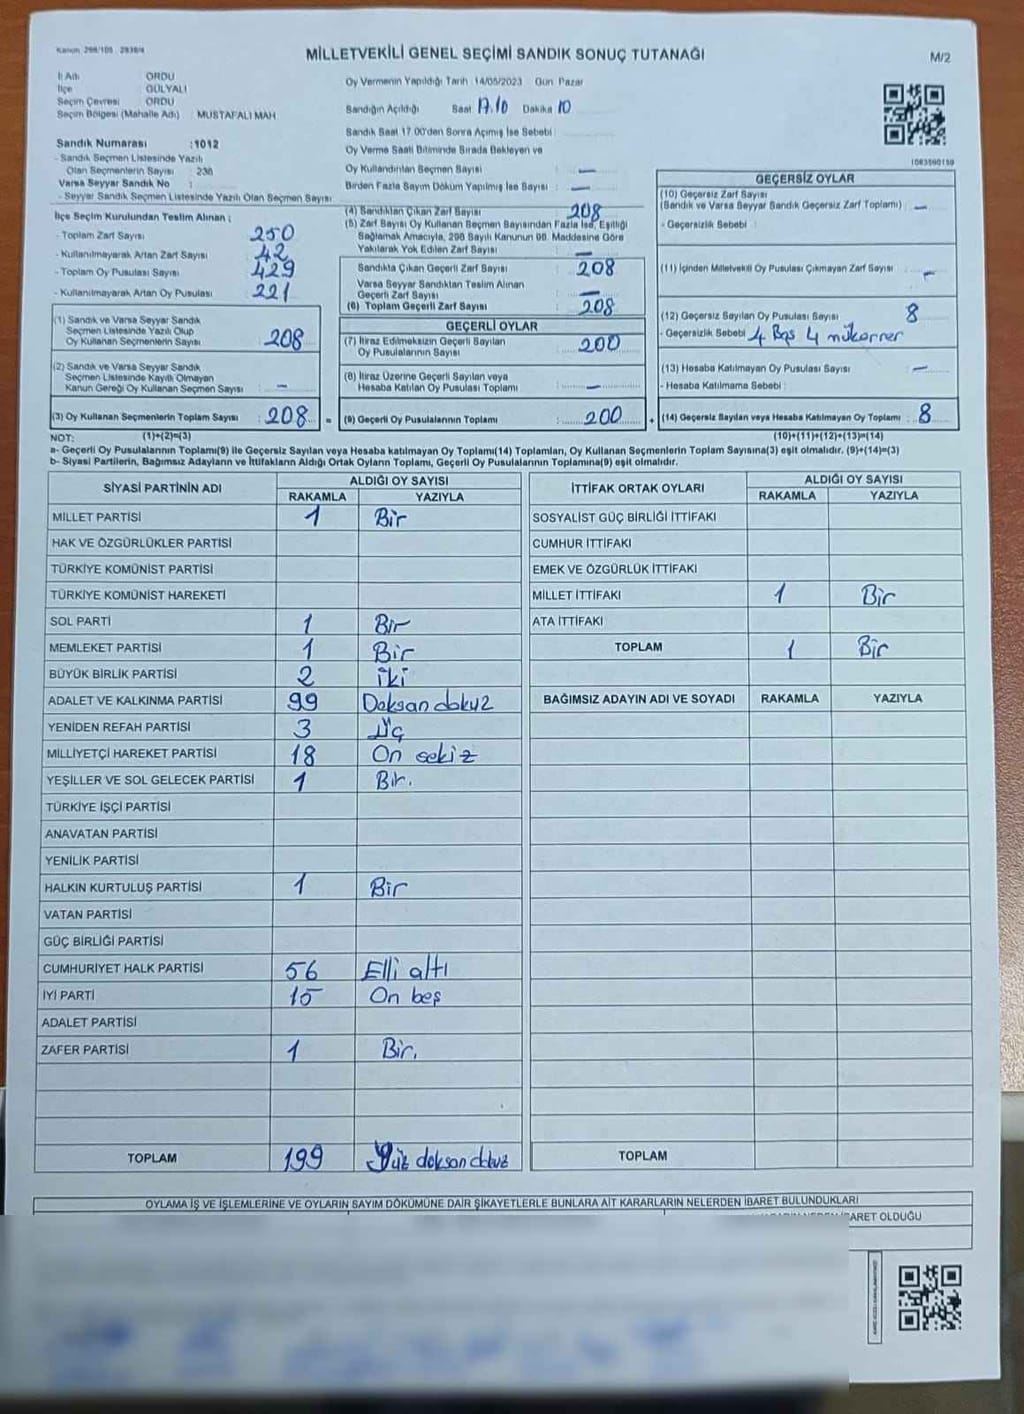 Kanun 298/105 . 2839/4
MİLLETVEKİLİ GENEL SEÇİMİ SANDIK SONUÇ TUTANAĞI
M/2
İl Adı ORDU
İlçe GÜLYALI
Seçim Çevresi ORDU
Seçim Bölgesi (Mahalle Adı) : MUSTAFALI MAH
Sandık Numarası :1012
- Sandık Seçmen Listesinde Yazılı
Olan Seçmenlerin Sayısı : 236
Varsa Seyyar Sandık No :
- Seyyar Sandık Seçmen Listesinde Yazılı Olan Seçmen Sayısı
Oy Vermenin Yapıldığı Tarih : 14/05/2023 Gün Pazar
Sandığın Açıldığı Saat 17.10 Dakika 10
Sandık Saat 17.00'den Sonra Açılmış İse Sebebi
Oy Verme Saati Bitiminde Sırada Bekleyen ve
Oy Kullandırılan Seçmen Sayısı : —
Birden Fazla Sayım Döküm Yapılmış İse Sayısı : —
1083590150
İlçe Seçim Kurulundan Teslim Alınan ;
- Toplam Zarf Sayısı 250
- Kullanılmayarak Artan Zarf Sayısı 42
- Toplam Oy Pusulası Sayısı 429
- Kullanılmayarak Artan Oy Pusulası 221
(1) Sandık ve Varsa Seyyar Sandık
Seçmen Listesinde Yazılı Olup
Oy Kullanan Seçmenlerin Sayısı : 208
(2) Sandık ve Varsa Seyyar Sandık
Seçmen Listesinde Kayıtlı Olmayan
Kanun Gereği Oy Kullanan Seçmen Sayısı : —
(3) Oy Kullanan Seçmenlerin Toplam Sayısı : 208 =
(4) Sandıktan Çıkan Zarf Sayısı : 208
(5) Zarf Sayısı Oy Kullanan Seçmen Sayısından Fazla İse, Eşitliği
Sağlamak Amacıyla, 298 Sayılı Kanunun 98. Maddesine Göre
Yakılarak Yok Edilen Zarf Sayısı : —
Sandıkta Çıkan Geçerli Zarf Sayısı : 208
Varsa Seyyar Sandıktan Teslim Alınan
Geçerli Zarf Sayısı : —
(6) Toplam Geçerli Zarf Sayısı : 208
GEÇERLİ OYLAR
(7) İtiraz Edilmeksizin Geçerli Sayılan
Oy Pusulalarının Sayısı : 200
(8) İtiraz Üzerine Geçerli Sayılan veya
Hesaba Katılan Oy Pusulası Toplamı : —
(9) Geçerli Oy Pusulalarının Toplamı : 200 +
GEÇERSİZ OYLAR
(10) Geçersiz Zarf Sayısı
(Sandık ve Varsa Seyyar Sandık Geçersiz Zarf Toplamı) : —
- Geçersizlik Sebebi :
(11) İçinden Milletvekili Oy Pusulası Çıkmayan Zarf Sayısı : —
(12) Geçersiz Sayılan Oy Pusulası Sayısı : 8
- Geçersizlik Sebebi : 4 Boş 4 mükerrer
(13) Hesaba Katılmayan Oy Pusulası Sayısı : —
- Hesaba Katılmama Sebebi :
(14) Geçersiz Sayılan veya Hesaba Katılmayan Oy Toplamı : 8
NOT: (1)+(2)=(3) (10)+(11)+(12)+(13)=(14)
a- Geçerli Oy Pusulalarının Toplamı(9) ile Geçersiz Sayılan veya Hesaba katılmayan Oy Toplamı(14) Toplamları, Oy Kullanan Seçmenlerin Toplam Sayısına(3) eşit olmalıdır. (9)+(14)=(3)
b- Siyasi Partilerin, Bağımsız Adayların ve İttifakların Aldığı Ortak Oyların Toplamı, Geçerli Oy Pusulalarının Toplamına(9) eşit olmalıdır.
SİYASİ PARTİNİN ADI ALDIĞI OY SAYISI
RAKAMLA YAZIYLA
MİLLET PARTİSİ 1 Bir
HAK VE ÖZGÜRLÜKLER PARTİSİ
TÜRKİYE KOMÜNİST PARTİSİ
TÜRKİYE KOMÜNİST HAREKETİ
SOL PARTİ 1 Bir
MEMLEKET PARTİSİ 1 Bir
BÜYÜK BİRLİK PARTİSİ 2 iki
ADALET VE KALKINMA PARTİSİ 99 Doksan dokuz
YENİDEN REFAH PARTİSİ 3 Üç
MİLLİYETÇİ HAREKET PARTİSİ 18 On sekiz
YEŞİLLER VE SOL GELECEK PARTİSİ 1 Bir.
TÜRKİYE İŞÇİ PARTİSİ
ANAVATAN PARTİSİ
YENİLİK PARTİSİ
HALKIN KURTULUŞ PARTİSİ 1 Bir
VATAN PARTİSİ
GÜÇ BİRLİĞİ PARTİSİ
CUMHURİYET HALK PARTİSİ 56 Elli altı
İYİ PARTİ 15 On beş
ADALET PARTİSİ
ZAFER PARTİSİ 1 Bir.
TOPLAM 199 Yüz doksan dokuz
İTTİFAK ORTAK OYLARI ALDIĞI OY SAYISI
RAKAMLA YAZIYLA
SOSYALİST GÜÇ BİRLİĞİ İTTİFAKI
CUMHUR İTTİFAKI
EMEK VE ÖZGÜRLÜK İTTİFAKI
MİLLET İTTİFAKI 1 Bir
ATA İTTİFAKI
TOPLAM 1 Bir
BAĞIMSIZ ADAYIN ADI VE SOYADI RAKAMLA YAZIYLA
TOPLAM
OYLAMA İŞ VE İŞLEMLERİNE VE OYLARIN SAYIM DÖKÜMÜNE DAİR ŞİKAYETLERLE BUNLARA AİT KARARLARIN NELERDEN İBARET BULUNDUKLARI
OLDUĞU